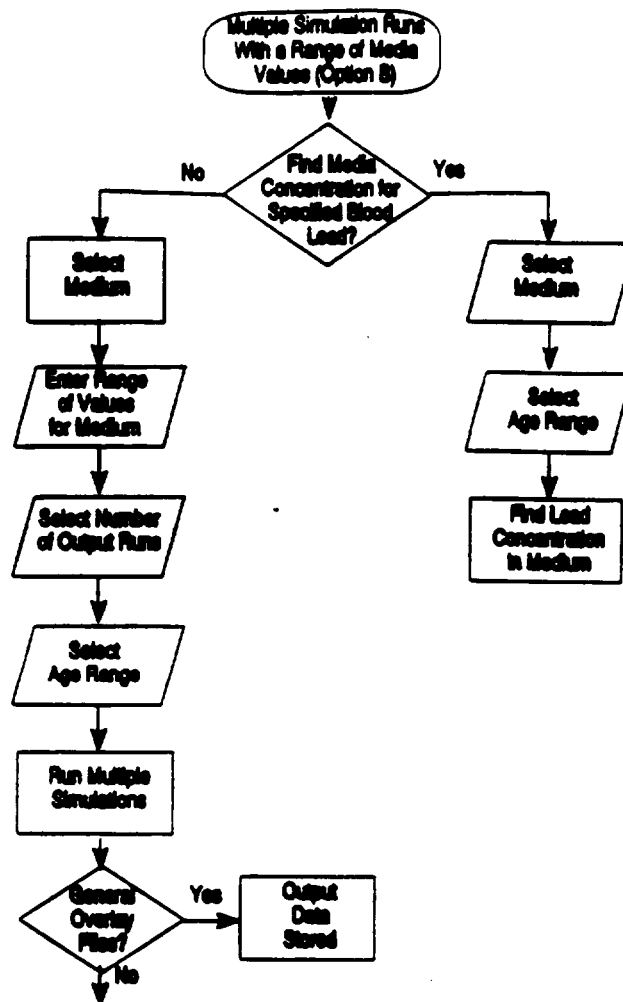 Multiple Simulation Runs
With a Range of Media
Values (Option B)
Find Media
Concentration for
Specified Blood
Lead?
No
Yes
Select
Medium
Select
Medium
Enter Range
of Values
for Medium
Select
Age Range
Select Number
of Output Runs
Find Lead
Concentration
in Medium
Select
Age Range
Run Multiple
Simulations
General
Overlay
Files?
Yes
Output
Data
Stored
No